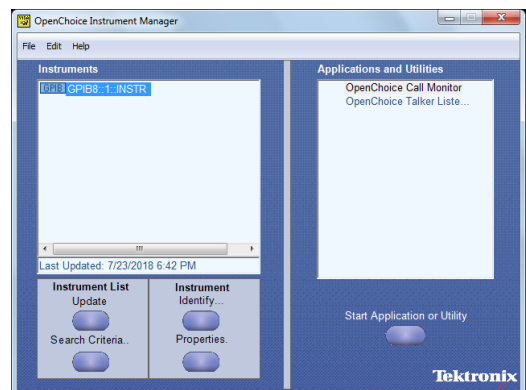 OpenChoice Instrument Manager
File Edit Help
Instruments
GPIB GPIB8::1::INSTR
Last Updated: 7/23/2018 6:42 PM
Instrument List
Update
Search Criteria..
Instrument
Identify...
Properties.
Applications and Utilities
OpenChoice Call Monitor
OpenChoice Talker Liste...
Start Application or Utility
Tektronix